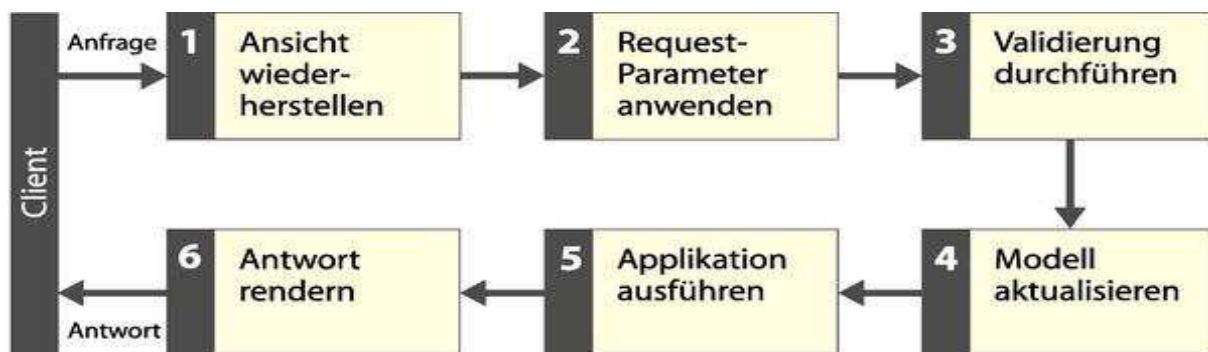 Client
Anfrage
1
Ansicht
wieder-
herstellen
2
Request-
Parameter
anwenden
3
Validierung
durchführen
4
Modell
aktualisieren
5
Applikation
ausführen
6
Antwort
rendern
Antwort